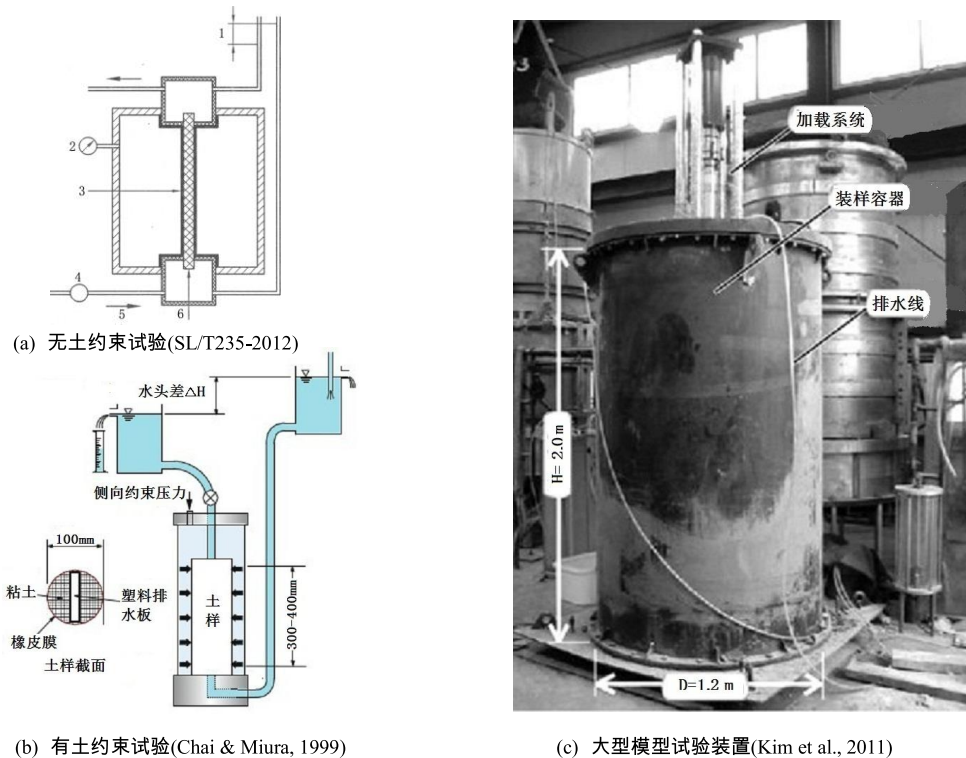 1
2
3
4
5
6
(a) 无土约束试验(SL/T235-2012)
水头差△H
侧向约束压力
100mm
粘土
塑料排
水板
橡皮膜
土样截面
土
样
300-400mm
(b) 有土约束试验(Chai & Miura, 1999)
加载系统
装样容器
排水线
H= 2.0 m
D=1.2 m
(c) 大型模型试验装置(Kim et al., 2011)